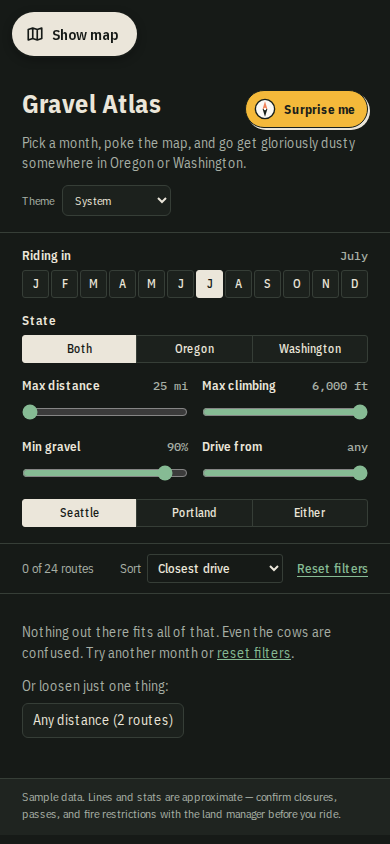 Show map
Gravel Atlas
Surprise me
Pick a month, poke the map, and go get gloriously dusty
somewhere in Oregon or Washington.
Theme System
Riding in July
J F M A M J J A S O N D
State
Both Oregon Washington
Max distance 25 mi Max climbing 6,000 ft
Min gravel 90% Drive from any
Seattle Portland Either
0 of 24 routes Sort Closest drive Reset filters
Nothing out there fits all of that. Even the cows are
confused. Try another month or reset filters.
Or loosen just one thing:
Any distance (2 routes)
Sample data. Lines and stats are approximate — confirm closures,
passes, and fire restrictions with the land manager before you ride.